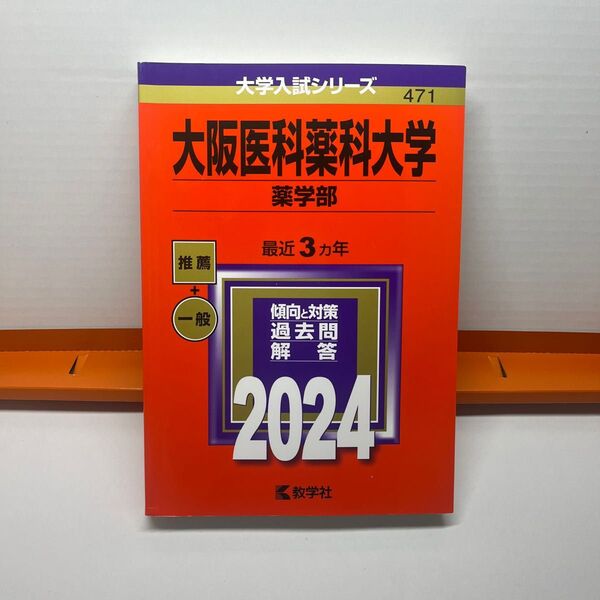 大学入試シリーズ
471
大阪医科薬科大学
薬学部
最近3カ年
推薦
+
一般
傾向と対策
過去問
解答
2024
教学社